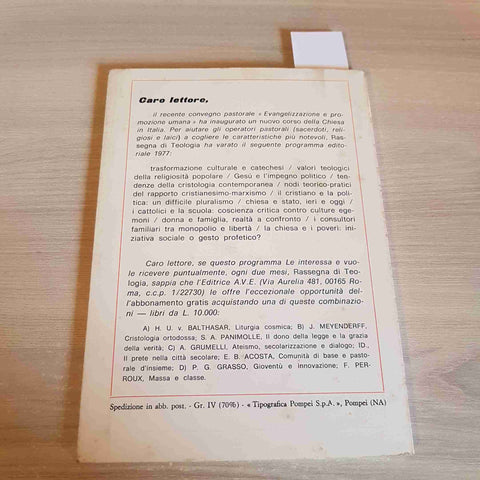 Caro lettore,
il recente convegno pastorale « Evangelizzazione e pro-
mozione umana » ha inaugurato un nuovo corso della Chiesa
in Italia. Per aiutare gli operatori pastorali (sacerdoti, reli-
giosi e laici) a cogliere le caratteristiche più notevoli, Ras-
segna di Teologia ha varato il seguente programma edito-
riale 1977:
trasformazione culturale e catechesi / valori teologici
della religiosità popolare / Gesù e l'impegno politico / ten-
denze della cristologia contemporanea / nodi teorico-pratici
del rapporto cristianesimo-marxismo / il cristiano e la poli-
tica: un difficile pluralismo / chiesa e stato, ieri e oggi /
i cattolici e la scuola: coscienza critica contro culture ege-
moni / donna e famiglia, realtà a confronto / i consultori
familiari tra monopolio e libertà / la chiesa e i poveri: ini-
ziativa sociale o gesto profetico?
Caro lettore, se questo programma Le interessa e vuo-
le ricevere puntualmente, ogni due mesi, Rassegna di Teo-
logia, sappia che l'Editrice A.V.E. (Via Aurelia 481, 00165 Ro-
ma, c.c.p. 1/22730) le offre l'eccezionale opportunità del-
l'abbonamento gratis acquistando una di queste combinazio-
ni — libri da L. 10.000:
A) H. U. v. BALTHASAR, Liturgia cosmica; B) J. MEYENDERFF,
Cristologia ortodossa; S. A. PANIMOLLE, Il dono della legge e la grazia
della verità; C) A. GRUMELLI, Ateismo, secolarizzazione e dialogo; ID.,
Il prete nella città secolare; E. B. ACOSTA, Comunità di base e pasto-
rale d'insieme; D) P. G. GRASSO, Gioventù e Innovazione; F. PER-
ROUX, Massa e classe.
Spedizione in abb. post. - Gr. IV (70%) - « Tipografica Pompei S.p.A. », Pompei (NA)